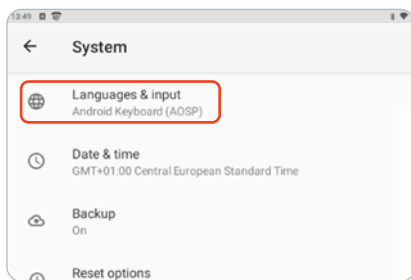 13:49
System
Languages & input
Android Keyboard (AOSP)
Date & time
GMT+01:00 Central European Standard Time
Backup
On
Reset options